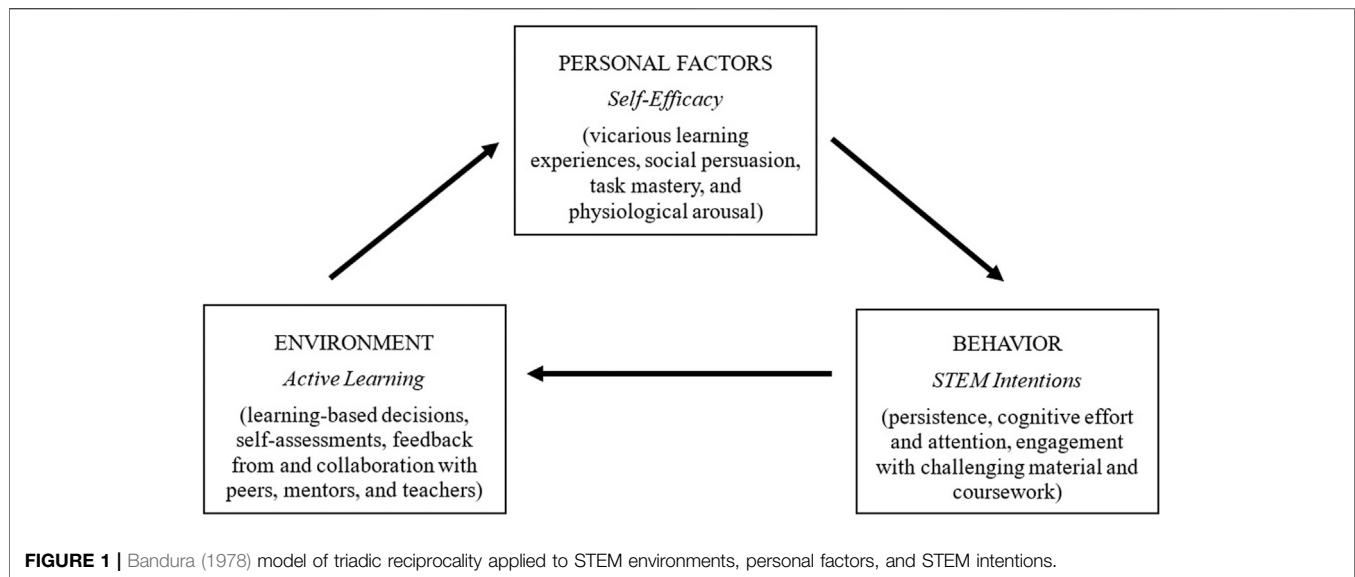 PERSONAL FACTORS
Self-Efficacy
(vicarious learning
experiences, social persuasion,
task mastery, and
physiological arousal)
ENVIRONMENT
Active Learning
(learning-based decisions,
self-assessments, feedback
from and collaboration with
peers, mentors, and teachers)
BEHAVIOR
STEM Intentions
(persistence, cognitive effort
and attention, engagement
with challenging material and
coursework)
FIGURE 1 | Bandura (1978) model of triadic reciprocality applied to STEM environments, personal factors, and STEM intentions.